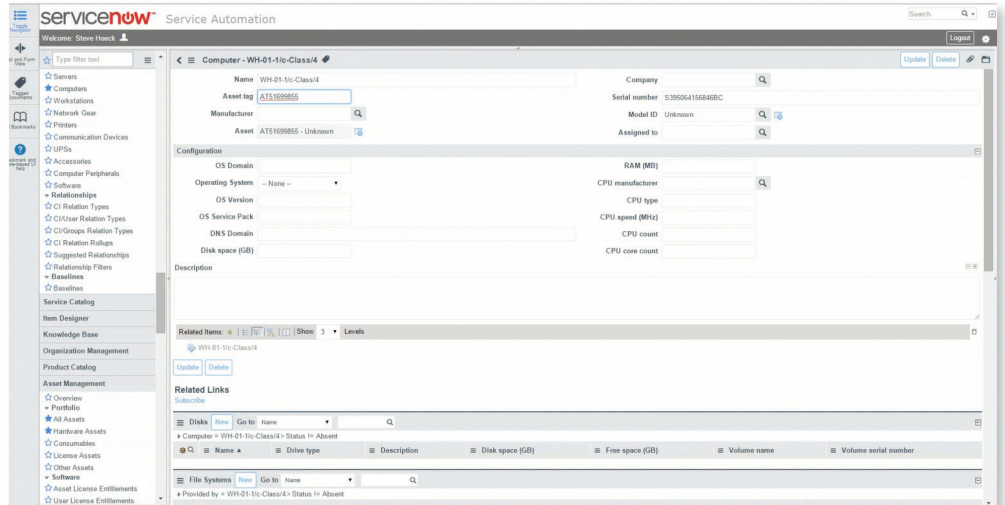 servicenow™ Service Automation
Search
Toggle Navigator
Welcome: Steve Hoeck
Logout
Type filter text
Computer - WH-01-1/c-Class/4
Update
Delete
View
Tagged Documents
Bookmarks
help
Servers
Computers
Workstations
Network Gear
Printers
Communication Devices
UPSs
Accessories
Computer Peripherals
Software
Relationships
CI Relation Types
CI/User Relation Types
CI/Groups Relation Types
CI Relation Rollups
Suggested Relationships
Relationship Filters
Baselines
Baselines
Service Catalog
Item Designer
Knowledge Base
Organization Management
Product Catalog
Asset Management
Overview
Portfolio
All Assets
Hardware Assets
Consumables
License Assets
Other Assets
Software
Asset License Entitlements
User License Entitlements
Name WH-01-1/c-Class/4
Asset tag AT51699855
Manufacturer
Asset AT51699855 - Unknown
Company
Serial number S395064156846BC
Model ID Unknown
Assigned to
Configuration
OS Domain
Operating System -- None --
OS Version
OS Service Pack
DNS Domain
Disk space (GB)
RAM (MB)
CPU manufacturer
CPU type
CPU speed (MHz)
CPU count
CPU core count
Description
Related Items: Show 3 Levels
WH-01-1/c-Class/4
Update Delete
Related Links
Subscribe
Disks New Go to Name
Computer = WH-01-1/c-Class/4 > Status != Absent
Name Drive type Description Disk space (GB) Free space (GB) Volume name Volume serial number
File Systems New Go to Name
Provided by = WH-01-1/c-Class/4 > Status != Absent